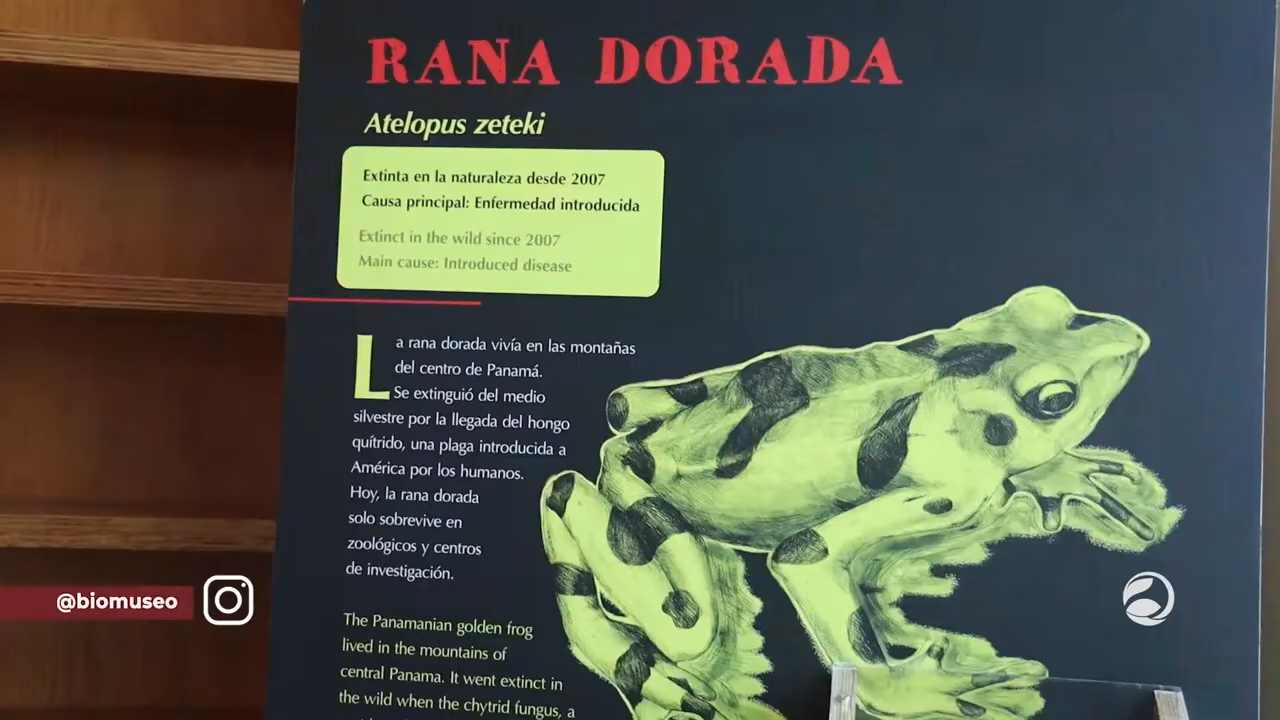 RANA DORADA
Atelopus zeteki
Extinta en la naturaleza desde 2007
Causa principal: Enfermedad introducida
Extinct in the wild since 2007
Main cause: Introduced disease
La rana dorada vivía en las montañas
del centro de Panamá.
Se extinguió del medio
silvestre por la llegada del hongo
quítrido, una plaga introducida a
América por los humanos.
Hoy, la rana dorada
solo sobrevive en
zoológicos y centros
de investigación.
The Panamanian golden frog
lived in the mountains of
central Panama. It went extinct in
the wild when the chytrid fungus, a
@biomuseo